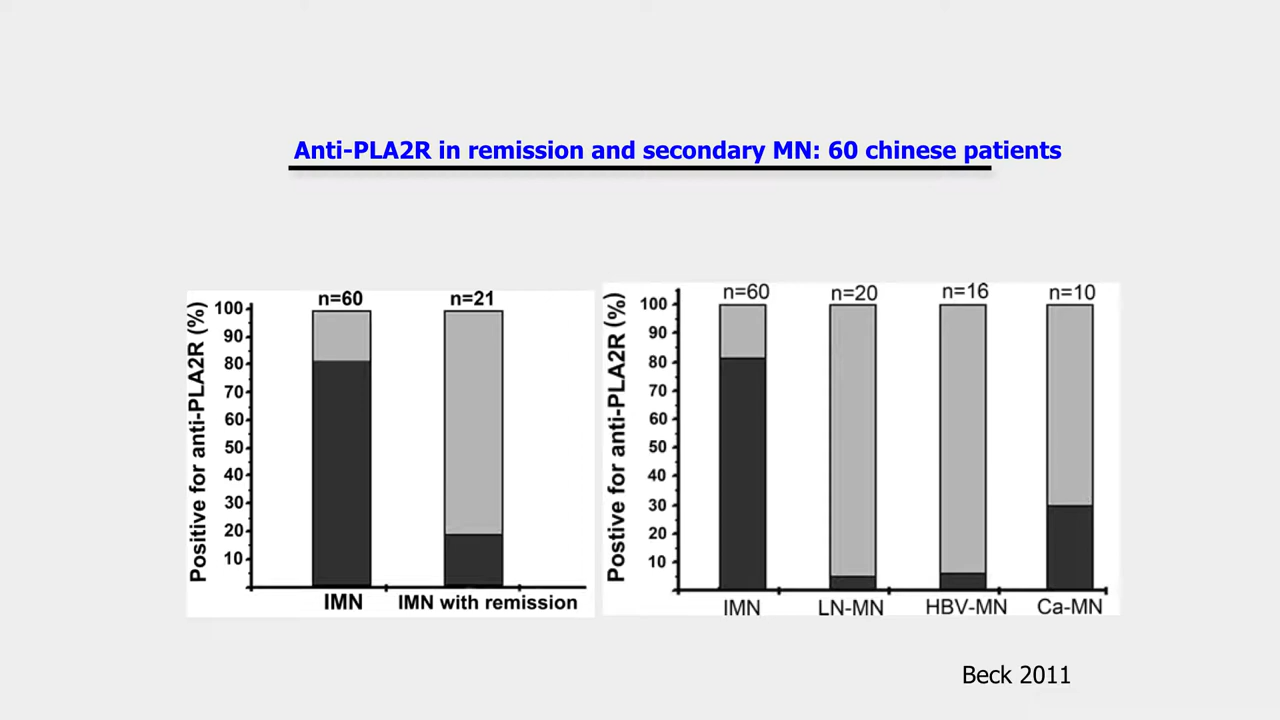 Anti-PLA2R in remission and secondary MN: 60 chinese patients
Positive for anti-PLA2R (%)
n=60 n=21
100
90
80
70
60
50
40
30
20
10
IMN IMN with remission
Postive for anti-PLA2R (%)
n=60 n=20 n=16 n=10
100
90
80
70
60
50
40
30
20
10
IMN LN-MN HBV-MN Ca-MN
Beck 2011